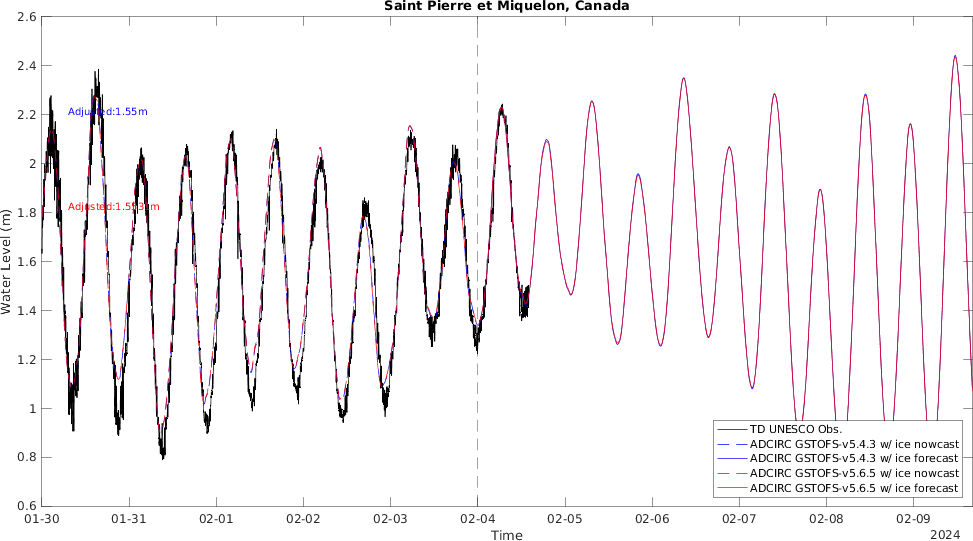 Saint Pierre et Miquelon, Canada
2.6
2.4
2.2
2
1.8
1.6
1.4
1.2
1
0.8
0.6
Water Level (m)
Adjusted:1.55m
TD UNESCO Obs.
ADCIRC GSTOFS-v5.4.3 w/ ice nowcast
ADCIRC GSTOFS-v5.4.3 w/ ice forecast
ADCIRC GSTOFS-v5.6.5 w/ ice nowcast
ADCIRC GSTOFS-v5.6.5 w/ ice forecast
01-30 01-31 02-01 02-02 02-03 02-04 02-05 02-06 02-07 02-08 02-09
Time
2024